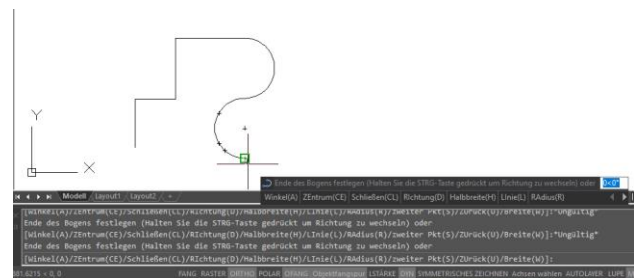 Y
X
Modell Layout1 Layout2 +
Ende des Bogens festlegen (Halten Sie die STRG-Taste gedrückt um Richtung zu wechseln) oder 0<0°
Winkel(A) ZEntrum(CE) Schließen(CL) RIchtung(D) Halbbreite(H) LInie(L) RAdius(R)
[Winkel(A)/ZEntrum(CE)/Schließen(CL)/RIchtung(D)/Halbbreite(H)/LInie(L)/RAdius(R)/zweiter Pkt(S)/ZUrück(U)/Breite(W)]:*Ungültig*
Ende des Bogens festlegen (Halten Sie die STRG-Taste gedrückt um Richtung zu wechseln) oder
[Winkel(A)/ZEntrum(CE)/Schließen(CL)/RIchtung(D)/Halbbreite(H)/LInie(L)/RAdius(R)/zweiter Pkt(S)/ZUrück(U)/Breite(W)]:*Ungültig*
Ende des Bogens festlegen (Halten Sie die STRG-Taste gedrückt um Richtung zu wechseln) oder
[Winkel(A)/ZEntrum(CE)/Schließen(CL)/RIchtung(D)/Halbbreite(H)/LInie(L)/RAdius(R)/zweiter Pkt(S)/ZUrück(U)/Breite(W)]:
FANG RASTER ORTHO POLAR OFANG Objektfangspur LSTÄRKE DYN SYMMETRISCHES ZEICHNEN Achsen wählen AUTOLAYER LUPE